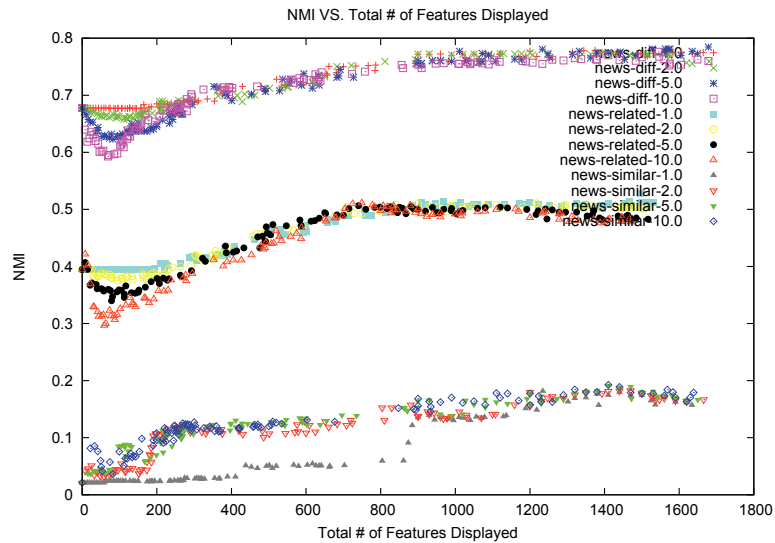 NMI VS. Total # of Features Displayed
0.8
0.7
0.6
0.5
0.4
0.3
0.2
0.1
0
NMI
0
200
400
600
800
1000
1200
1400
1600
1800
Total # of Features Displayed
news-diff-2.0
news-diff-5.0
news-diff-10.0
news-related-1.0
news-related-2.0
news-related-5.0
news-related-10.0
news-similar-1.0
news-similar-2.0
news-similar-5.0
news-similar-10.0